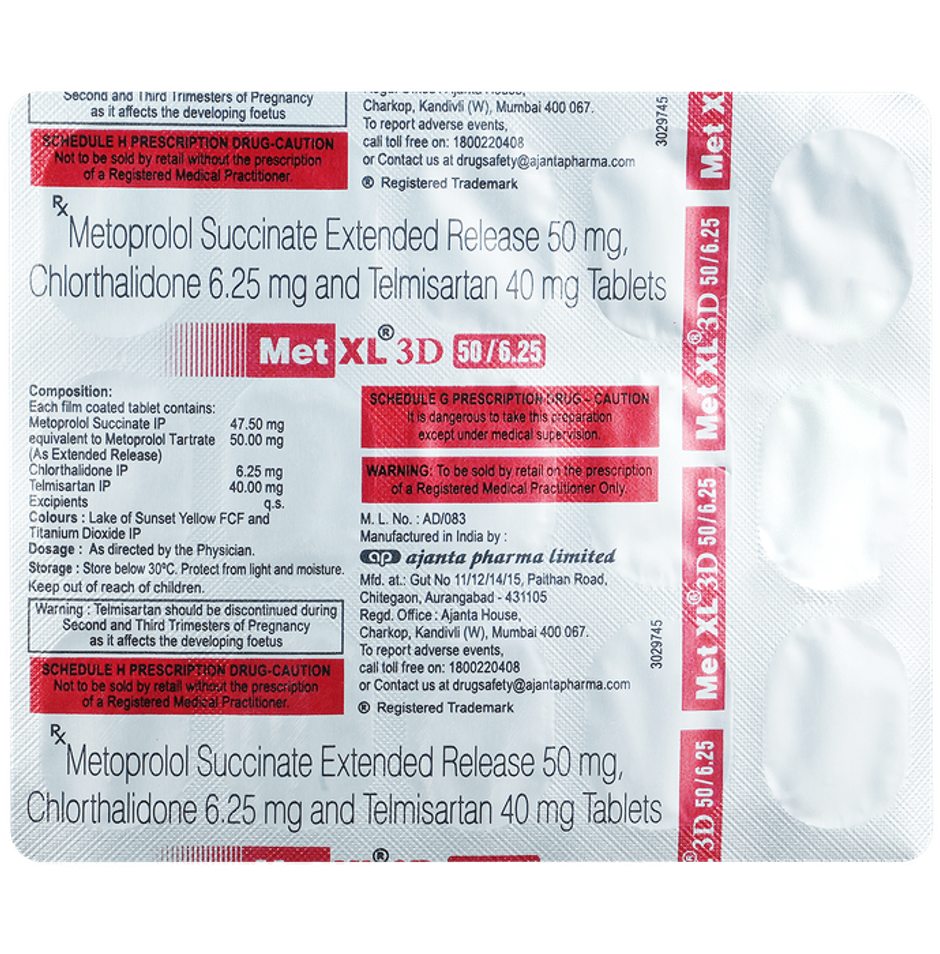 Second and Third Trimesters of Pregnancy
as it affects the developing foetus
SCHEDULE H PRESCRIPTION DRUG-CAUTION
Not to be sold by retail without the prescription
of a Registered Medical Practitioner.
Charkop, Kandivli (W), Mumbai 400 067.
To report adverse events,
call toll free on: 1800220408
or Contact us at drugsafety@ajantapharma.com
® Registered Trademark
3029745
Rx
Metoprolol Succinate Extended Release 50 mg,
Chlorthalidone 6.25 mg and Telmisartan 40 mg Tablets
Met XL® 3D 50/6.25
Composition:
Each film coated tablet contains:
Metoprolol Succinate IP 47.50 mg
equivalent to Metoprolol Tartrate 50.00 mg
(As Extended Release)
Chlorthalidone IP 6.25 mg
Telmisartan IP 40.00 mg
Excipients q.s.
Colours : Lake of Sunset Yellow FCF and
Titanium Dioxide IP
Dosage : As directed by the Physician.
Storage : Store below 30°C. Protect from light and moisture.
Keep out of reach of children.
Warning : Telmisartan should be discontinued during
Second and Third Trimesters of Pregnancy
as it affects the developing foetus
SCHEDULE H PRESCRIPTION DRUG-CAUTION
Not to be sold by retail without the prescription
of a Registered Medical Practitioner.
SCHEDULE G PRESCRIPTION DRUG - CAUTION
It is dangerous to take this preparation
except under medical supervision.
WARNING: To be sold by retail on the prescription
of a Registered Medical Practitioner Only.
M. L. No. : AD/083
Manufactured in India by :
ap ajanta pharma limited
Mfd. at.: Gut No 11/12/14/15, Paithan Road,
Chitegaon, Aurangabad - 431105
Regd. Office : Ajanta House,
Charkop, Kandivli (W), Mumbai 400 067.
To report adverse events,
call toll free on: 1800220408
or Contact us at drugsafety@ajantapharma.com
® Registered Trademark
3029745
Rx
Metoprolol Succinate Extended Release 50 mg,
Chlorthalidone 6.25 mg and Telmisartan 40 mg Tablets
Met X
Met XL® 3D 50/6.25
Met XL® 3D 50/6.25
® 3D 50/6.25